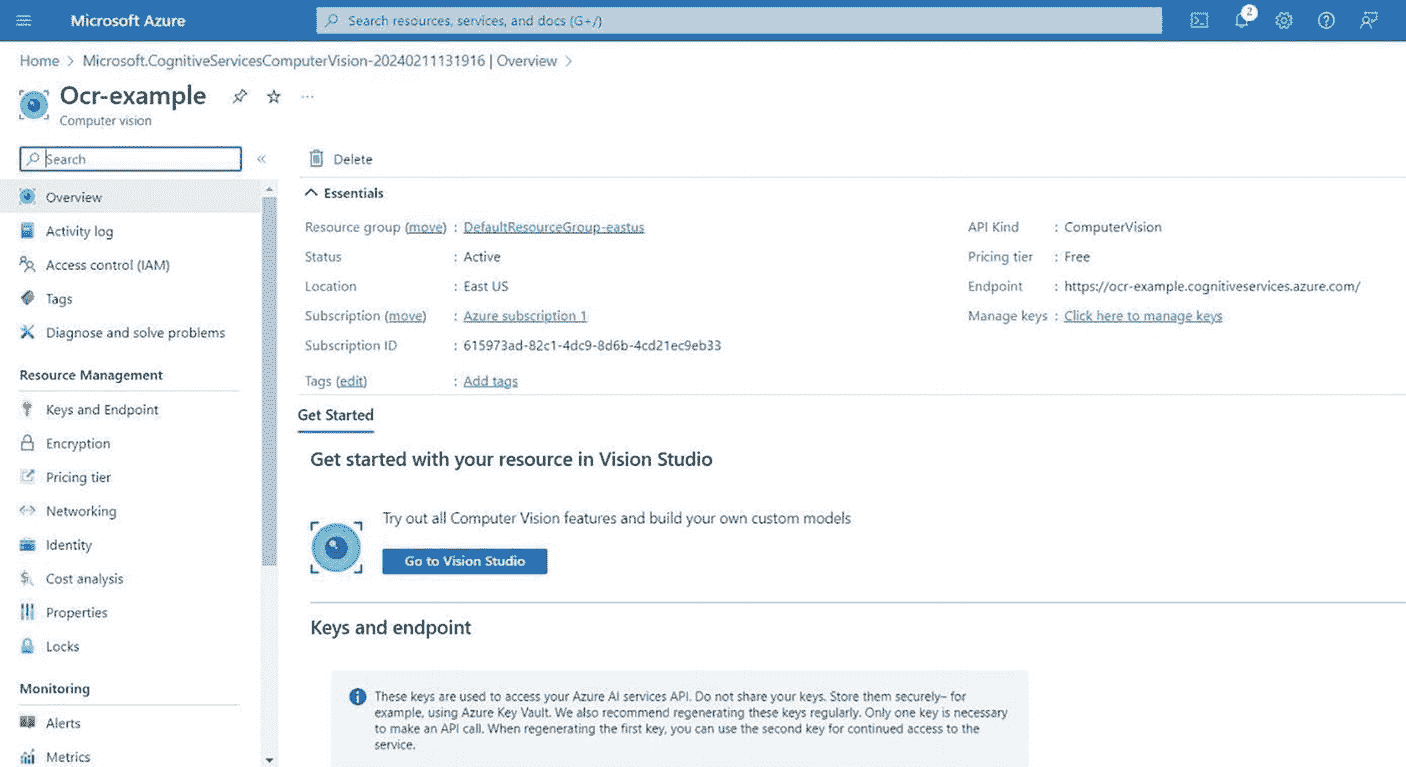 Microsoft Azure
Search resources, services, and docs (G+/)
2
Home > Microsoft.CognitiveServicesComputerVision-20240211131916 | Overview >
Ocr-example
Computer vision
Search
«
Delete
Overview
Activity log
Access control (IAM)
Tags
Diagnose and solve problems
Resource Management
Keys and Endpoint
Encryption
Pricing tier
Networking
Identity
Cost analysis
Properties
Locks
Monitoring
Alerts
Metrics
Essentials
Resource group (move) : DefaultResourceGroup-eastus
Status : Active
Location : East US
Subscription (move) : Azure subscription 1
Subscription ID : 615973ad-82c1-4dc9-8d6b-4cd21ec9eb33
Tags (edit) : Add tags
API Kind : ComputerVision
Pricing tier : Free
Endpoint : https://ocr-example.cognitiveservices.azure.com/
Manage keys : Click here to manage keys
Get Started
Get started with your resource in Vision Studio
Try out all Computer Vision features and build your own custom models
Go to Vision Studio
Keys and endpoint
These keys are used to access your Azure AI services API. Do not share your keys. Store them securely– for
example, using Azure Key Vault. We also recommend regenerating these keys regularly. Only one key is necessary
to make an API call. When regenerating the first key, you can use the second key for continued access to the
service.